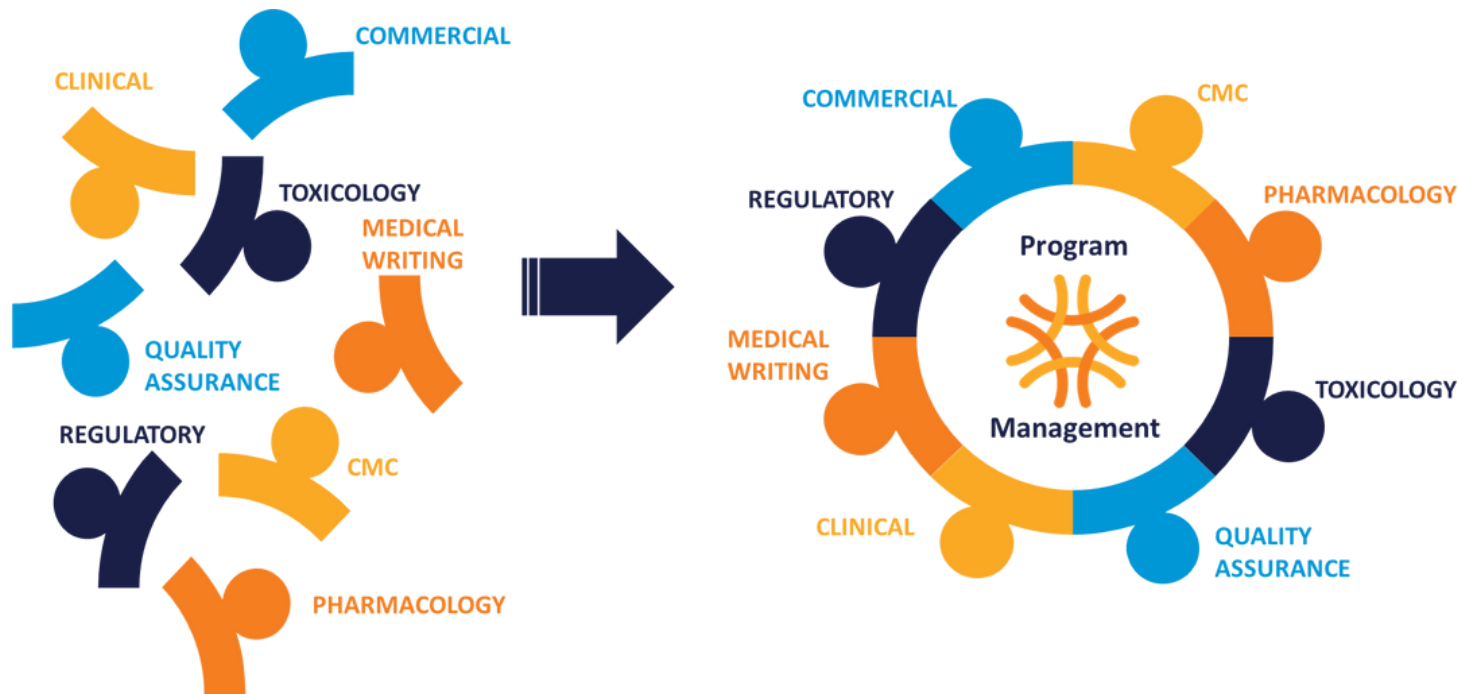 COMMERCIAL
CLINICAL
TOXICOLOGY
MEDICAL
WRITING
QUALITY
ASSURANCE
REGULATORY
CMC
PHARMACOLOGY
COMMERCIAL
CMC
REGULATORY
PHARMACOLOGY
Program
MEDICAL
WRITING
TOXICOLOGY
Management
CLINICAL
QUALITY
ASSURANCE